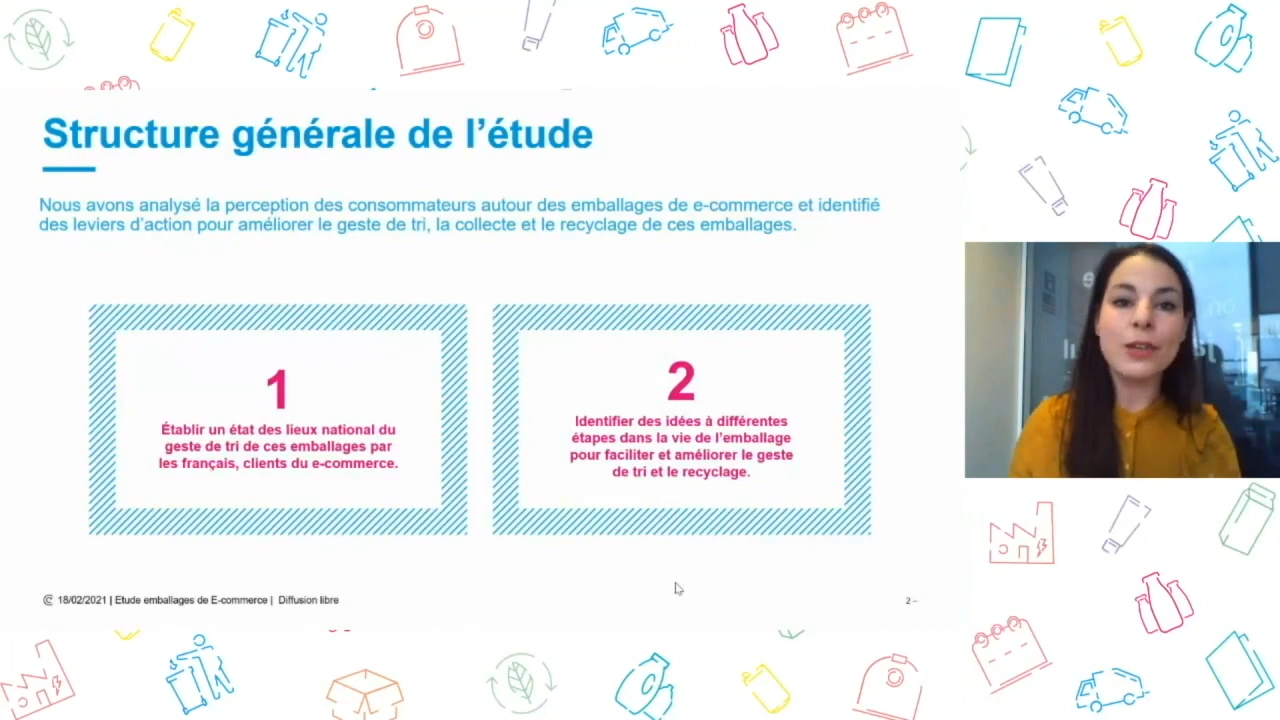 Structure générale de l’étude
Nous avons analysé la perception des consommateurs autour des emballages de e-commerce et identifié
des leviers d’action pour améliorer le geste de tri, la collecte et le recyclage de ces emballages.
1
Établir un état des lieux national du
geste de tri de ces emballages par
les français, clients du e-commerce.
2
Identifier des idées à différentes
étapes dans la vie de l’emballage
pour faciliter et améliorer le geste
de tri et le recyclage.
18/02/2021 | Etude emballages de E-commerce | Diffusion libre
2 –